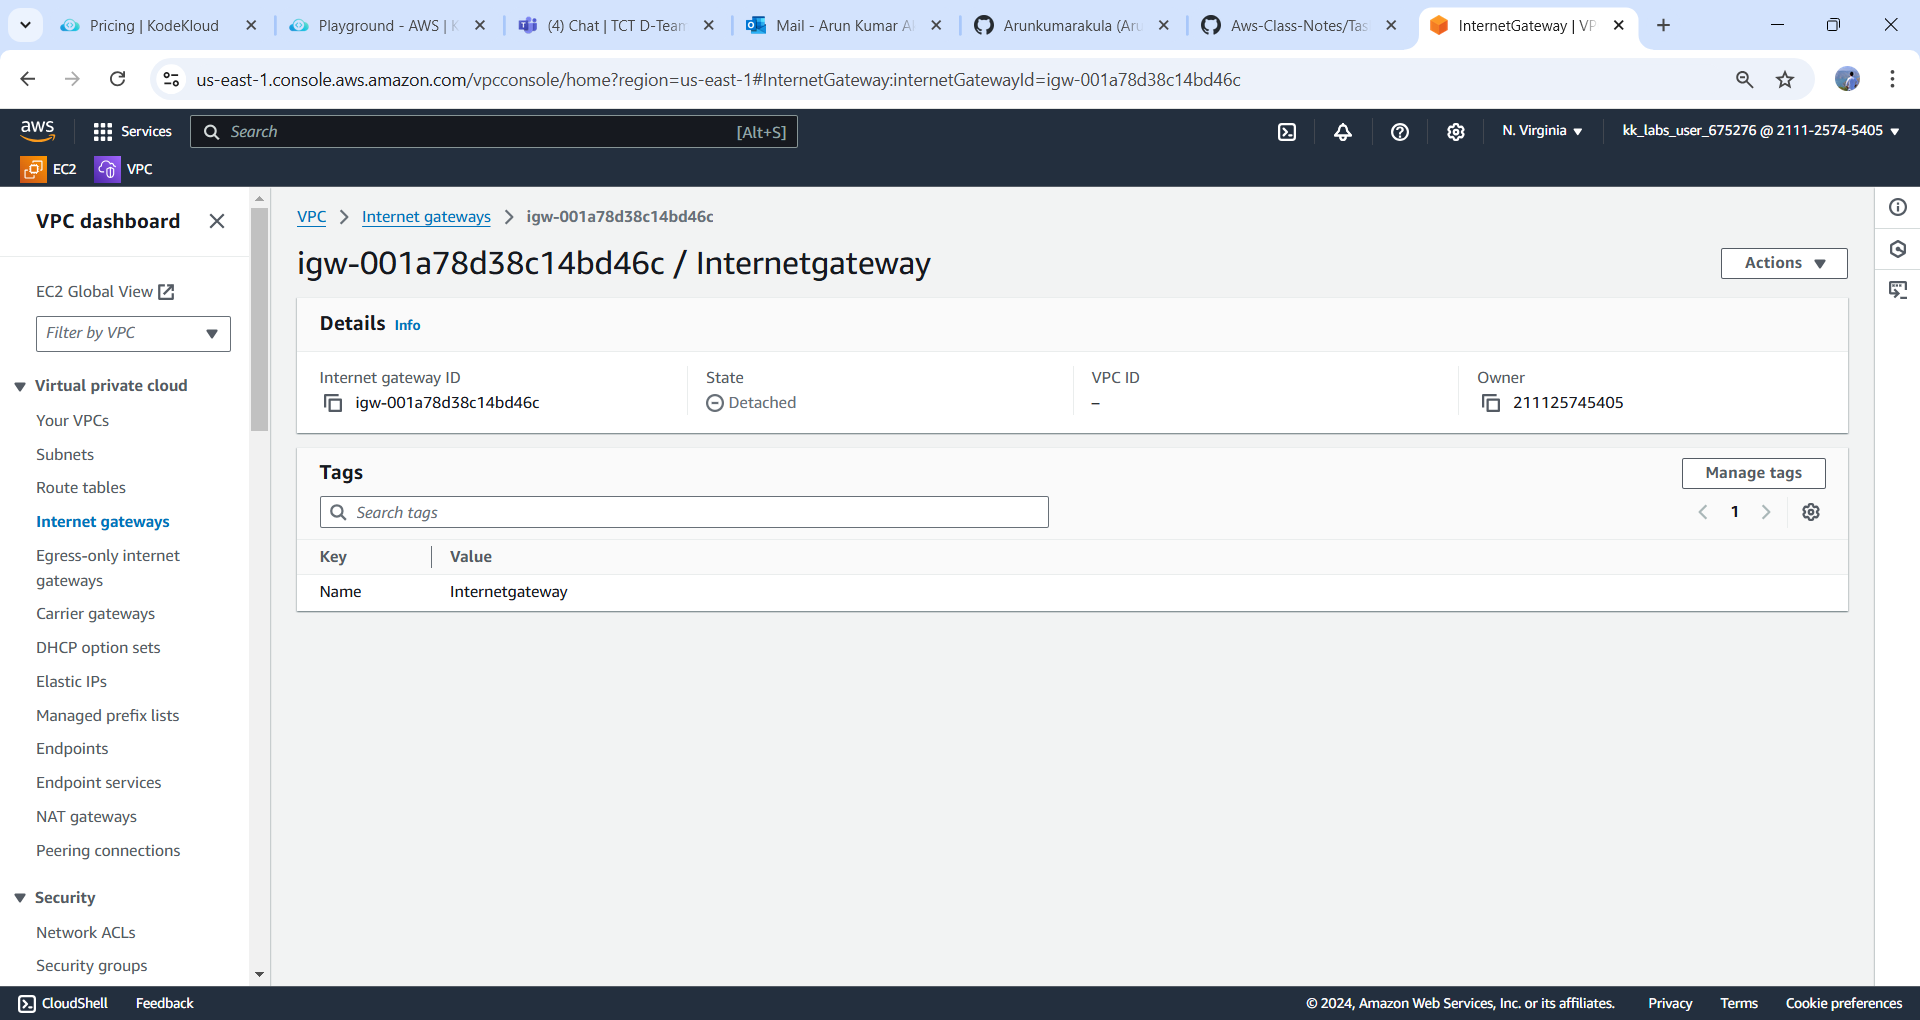 Pricing | KodeKloud
Playground - AWS | K
(4) Chat | TCT D-Team
Mail - Arun Kumar A
Arunkumarakula (Aru
Aws-Class-Notes/Tas
InternetGateway | VP
us-east-1.console.aws.amazon.com/vpcconsole/home?region=us-east-1#InternetGateway:internetGatewayId=igw-001a78d38c14bd46c
aws
Services
Search
[Alt+S]
N. Virginia
kk_labs_user_675276 @ 2111-2574-5405
EC2
VPC
VPC dashboard
EC2 Global View
Filter by VPC
Virtual private cloud
Your VPCs
Subnets
Route tables
Internet gateways
Egress-only internet
gateways
Carrier gateways
DHCP option sets
Elastic IPs
Managed prefix lists
Endpoints
Endpoint services
NAT gateways
Peering connections
Security
Network ACLs
Security groups
VPC
Internet gateways
igw-001a78d38c14bd46c
igw-001a78d38c14bd46c / Internetgateway
Actions
Details Info
Internet gateway ID
igw-001a78d38c14bd46c
State
Detached
VPC ID
–
Owner
211125745405
Tags
Manage tags
Search tags
1
Key
Value
Name
Internetgateway
CloudShell
Feedback
© 2024, Amazon Web Services, Inc. or its affiliates.
Privacy
Terms
Cookie preferences